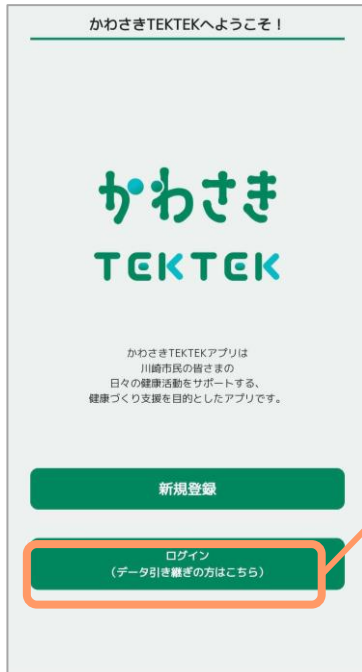 かわさきTEKTEKへようこそ！
かわさき
TEKTEK
かわさきTEKTEKアプリは
川崎市民の皆さまの
日々の健康活動をサポートする、
健康づくり支援を目的としたアプリです。
新規登録
ログイン
（データ引き継ぎの方はこちら）